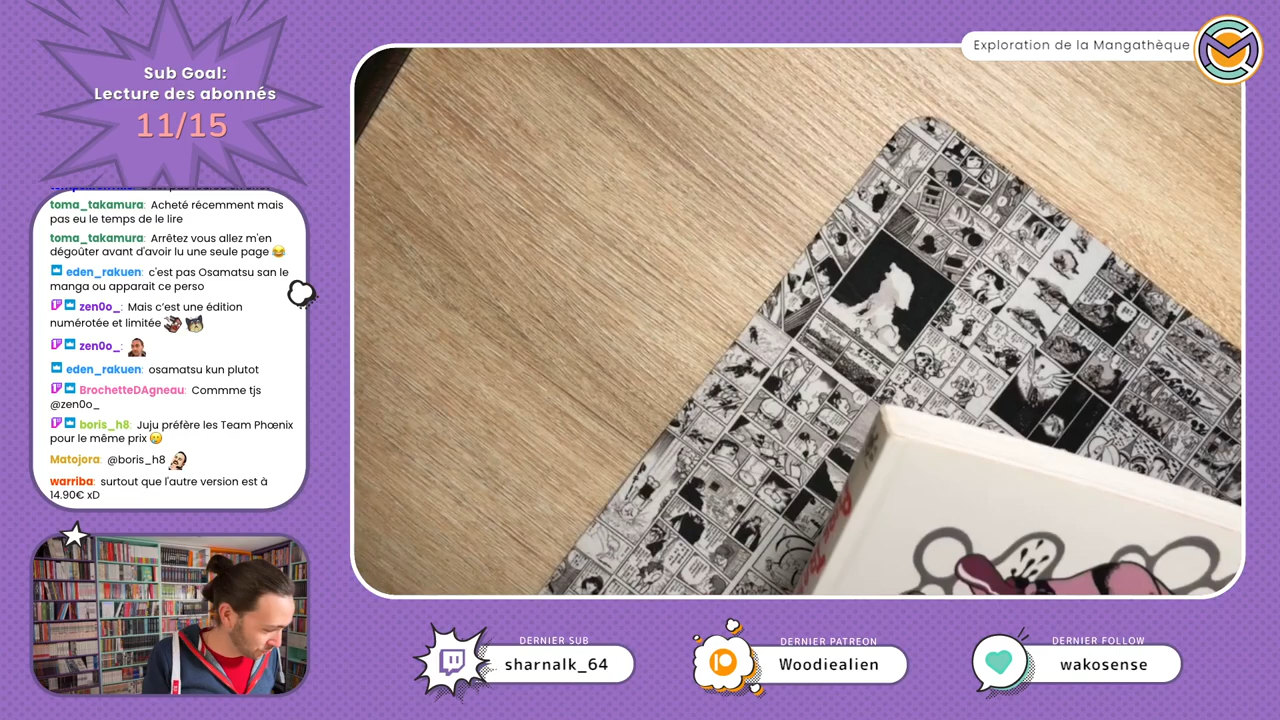 Sub Goal:
Lecture des abonnés
11/15
toma_takamura: Acheté récemment mais
pas eu le temps de le lire
toma_takamura: Arrêtez vous allez m'en
dégoûter avant d'avoir lu une seule page 😂
eden_rakuen: c'est pas Osamatsu san le
manga ou apparait ce perso
zen0o_: Mais c'est une édition
numérotée et limitée
zen0o_:
eden_rakuen: osamatsu kun plutot
BrochetteDAgneau: Commme tjs
@zen0o_
boris_h8: Juju préfère les Team Phœnix
pour le même prix 🥲
Matojora: @boris_h8
warriba: surtout que l'autre version est à
14.90€ xD
Exploration de la Mangathèque
DERNIER SUB
sharnalk_64
DERNIER PATREON
Woodiealien
DERNIER FOLLOW
wakosense